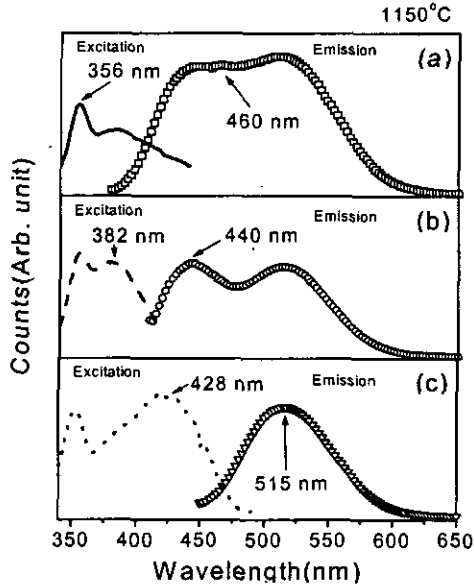 1150°C
Excitation
Emission
(a)
356 nm
460 nm
Excitation
Emission
(b)
382 nm
440 nm
Excitation
Emission
(c)
428 nm
515 nm
Counts(Arb. unit)
350 400 450 500 550 600 650
Wavelength(nm)